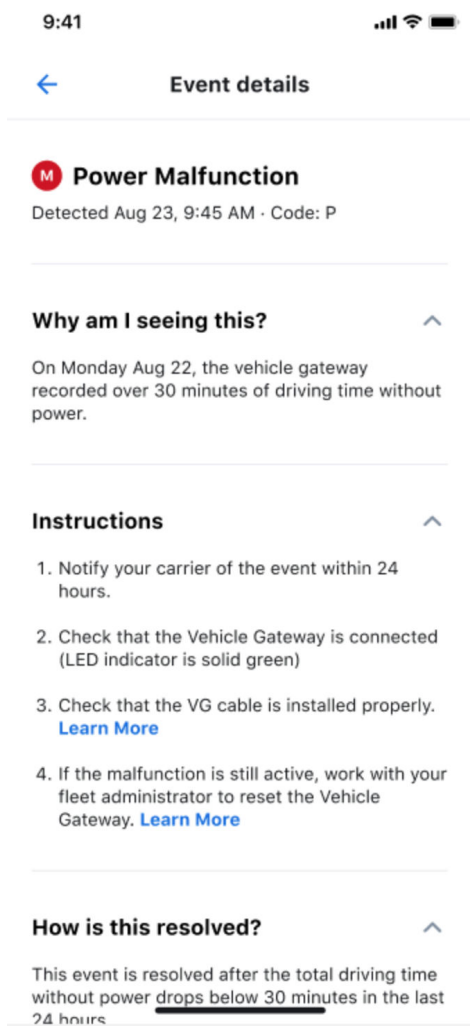 9:41
Event details
M Power Malfunction
Detected Aug 23, 9:45 AM · Code: P
Why am I seeing this?
On Monday Aug 22, the vehicle gateway
recorded over 30 minutes of driving time without
power.
Instructions
1. Notify your carrier of the event within 24
hours.
2. Check that the Vehicle Gateway is connected
(LED indicator is solid green)
3. Check that the VG cable is installed properly.
Learn More
4. If the malfunction is still active, work with your
fleet administrator to reset the Vehicle
Gateway. Learn More
How is this resolved?
This event is resolved after the total driving time
without power drops below 30 minutes in the last
24 hours